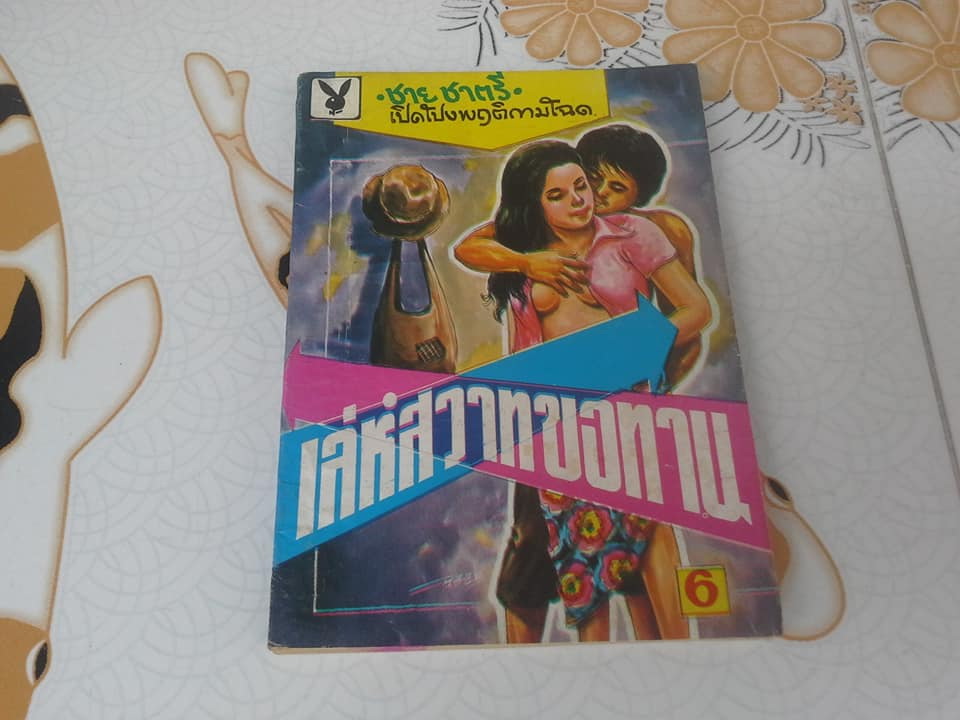 • ชาย ชาตรี •
เปิดโปงพฤติกามโฉด
เล่ห์สวาทขอทาน
6